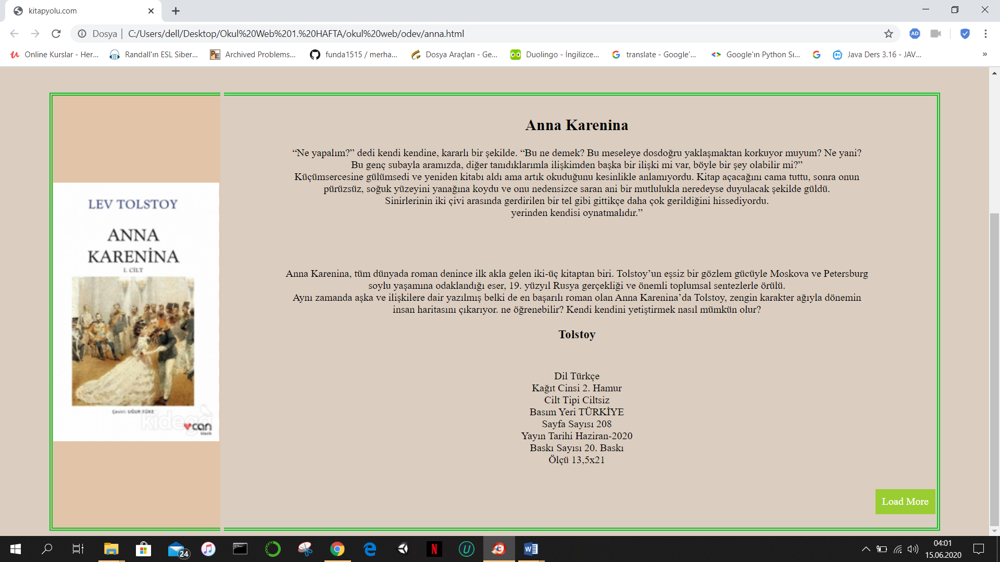 kitapyolu.com
Dosya | C:/Users/dell/Desktop/Okul%20Web%201.%20HAFTA/okul%20web/odev/anna.html
Online Kurslar - Her... Randall'ın ESL Siber... Archived Problems... funda1515 / merha... Dosya Araçları - Ge... Duolingo - İngilizce... translate - Google'... Google'ın Python Sı... Java Ders 3.16 - JAV... »
LEV TOLSTOY
ANNA
KARENİNA
I. CİLT
Çeviri: UĞUR BÜKE
kidega
can
klasik
Anna Karenina
“Ne yapalım?” dedi kendi kendine, kararlı bir şekilde. “Bu ne demek? Bu meseleye dosdoğru yaklaşmaktan korkuyor muyum? Ne yani?
Bu genç subayla aramızda, diğer tanıdıklarımla ilişkimden başka bir ilişki mi var, böyle bir şey olabilir mi?”
Küçümsercesine gülümsedi ve yeniden kitabı aldı ama artık okuduğunu kesinlikle anlamıyordu. Kitap açacağını cama tuttu, sonra onun
pürüzsüz, soğuk yüzeyini yanağına koydu ve onu nedensizce saran ani bir mutlulukla neredeyse duyulacak şekilde güldü.
Sinirlerinin iki çivi arasında gerdirilen bir tel gibi gittikçe daha çok gerildiğini hissediyordu.
yerinden kendisi oynatmalıdır.”
Anna Karenina, tüm dünyada roman denince ilk akla gelen iki-üç kitaptan biri. Tolstoy’un eşsiz bir gözlem gücüyle Moskova ve Petersburg
soylu yaşamına odaklandığı eser, 19. yüzyıl Rusya gerçekliği ve önemli toplumsal sentezlerle örülü.
Aynı zamanda aşka ve ilişkilere dair yazılmış belki de en başarılı roman olan Anna Karenina’da Tolstoy, zengin karakter ağıyla dönemin
insan haritasını çıkarıyor. ne öğrenebilir? Kendi kendini yetiştirmek nasıl mümkün olur?
Tolstoy
Dil Türkçe
Kağıt Cinsi 2. Hamur
Cilt Tipi Ciltsiz
Basım Yeri TÜRKİYE
Sayfa Sayısı 208
Yayın Tarihi Haziran-2020
Baskı Sayısı 20. Baskı
Ölçü 13,5x21
Load More
24
04:01
15.06.2020